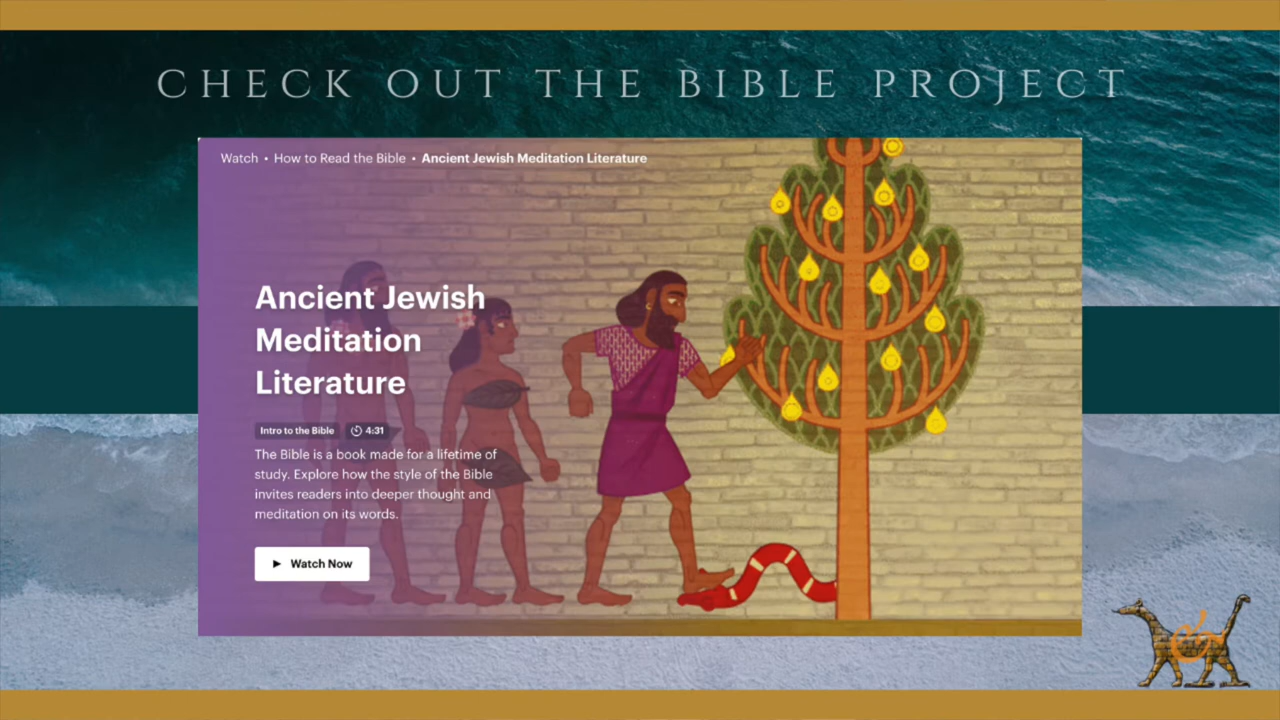 CHECK OUT THE BIBLE PROJECT
Watch • How to Read the Bible • Ancient Jewish Meditation Literature
Ancient Jewish
Meditation
Literature
Intro to the Bible 4:31
The Bible is a book made for a lifetime of
study. Explore how the style of the Bible
invites readers into deeper thought and
meditation on its words.
Watch Now
&